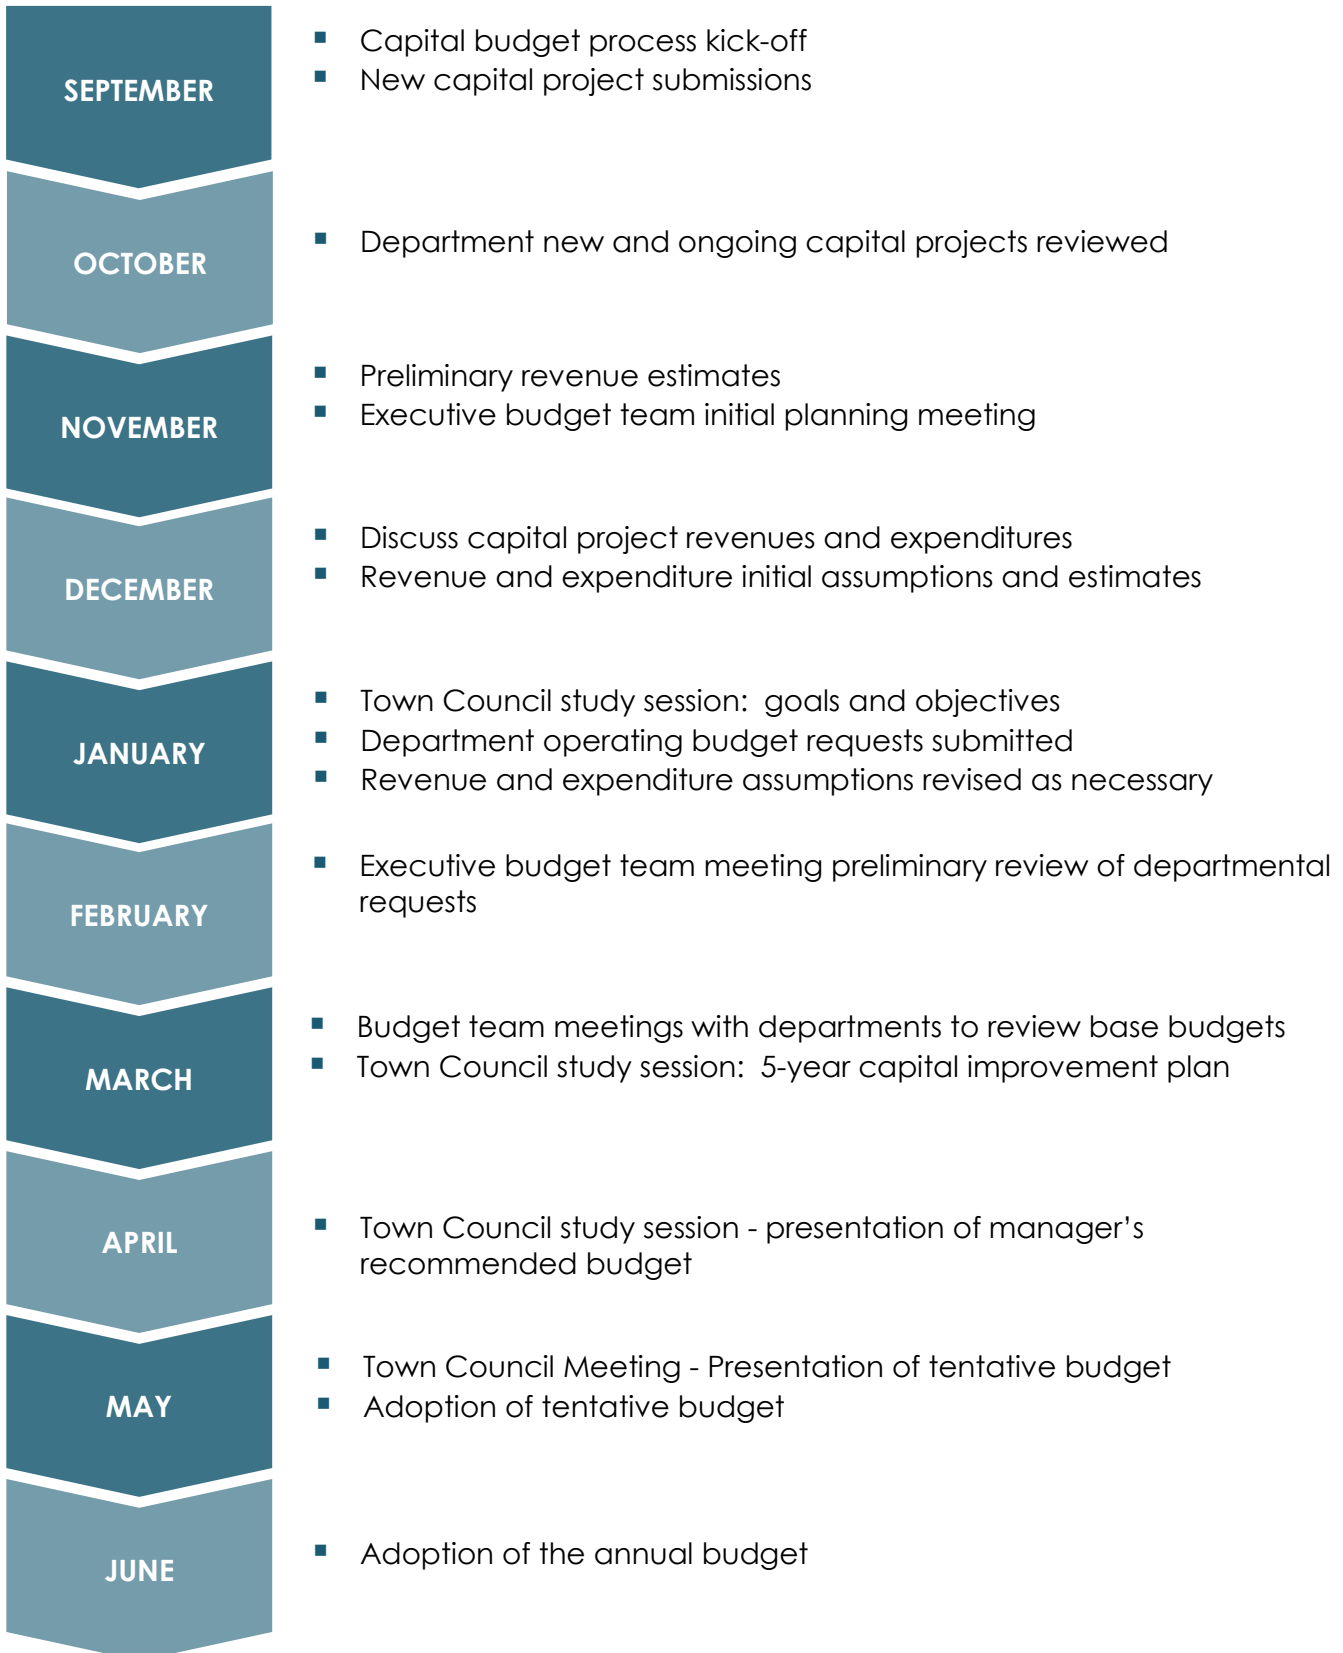 SEPTEMBER
▪ Capital budget process kick-off
▪ New capital project submissions
OCTOBER
▪ Department new and ongoing capital projects reviewed
NOVEMBER
▪ Preliminary revenue estimates
▪ Executive budget team initial planning meeting
DECEMBER
▪ Discuss capital project revenues and expenditures
▪ Revenue and expenditure initial assumptions and estimates
JANUARY
▪ Town Council study session:  goals and objectives
▪ Department operating budget requests submitted
▪ Revenue and expenditure assumptions revised as necessary
FEBRUARY
▪ Executive budget team meeting preliminary review of departmental
requests
MARCH
▪ Budget team meetings with departments to review base budgets
▪ Town Council study session:  5-year capital improvement plan
APRIL
▪ Town Council study session - presentation of manager’s
recommended budget
MAY
▪ Town Council Meeting - Presentation of tentative budget
▪ Adoption of tentative budget
JUNE
▪ Adoption of the annual budget